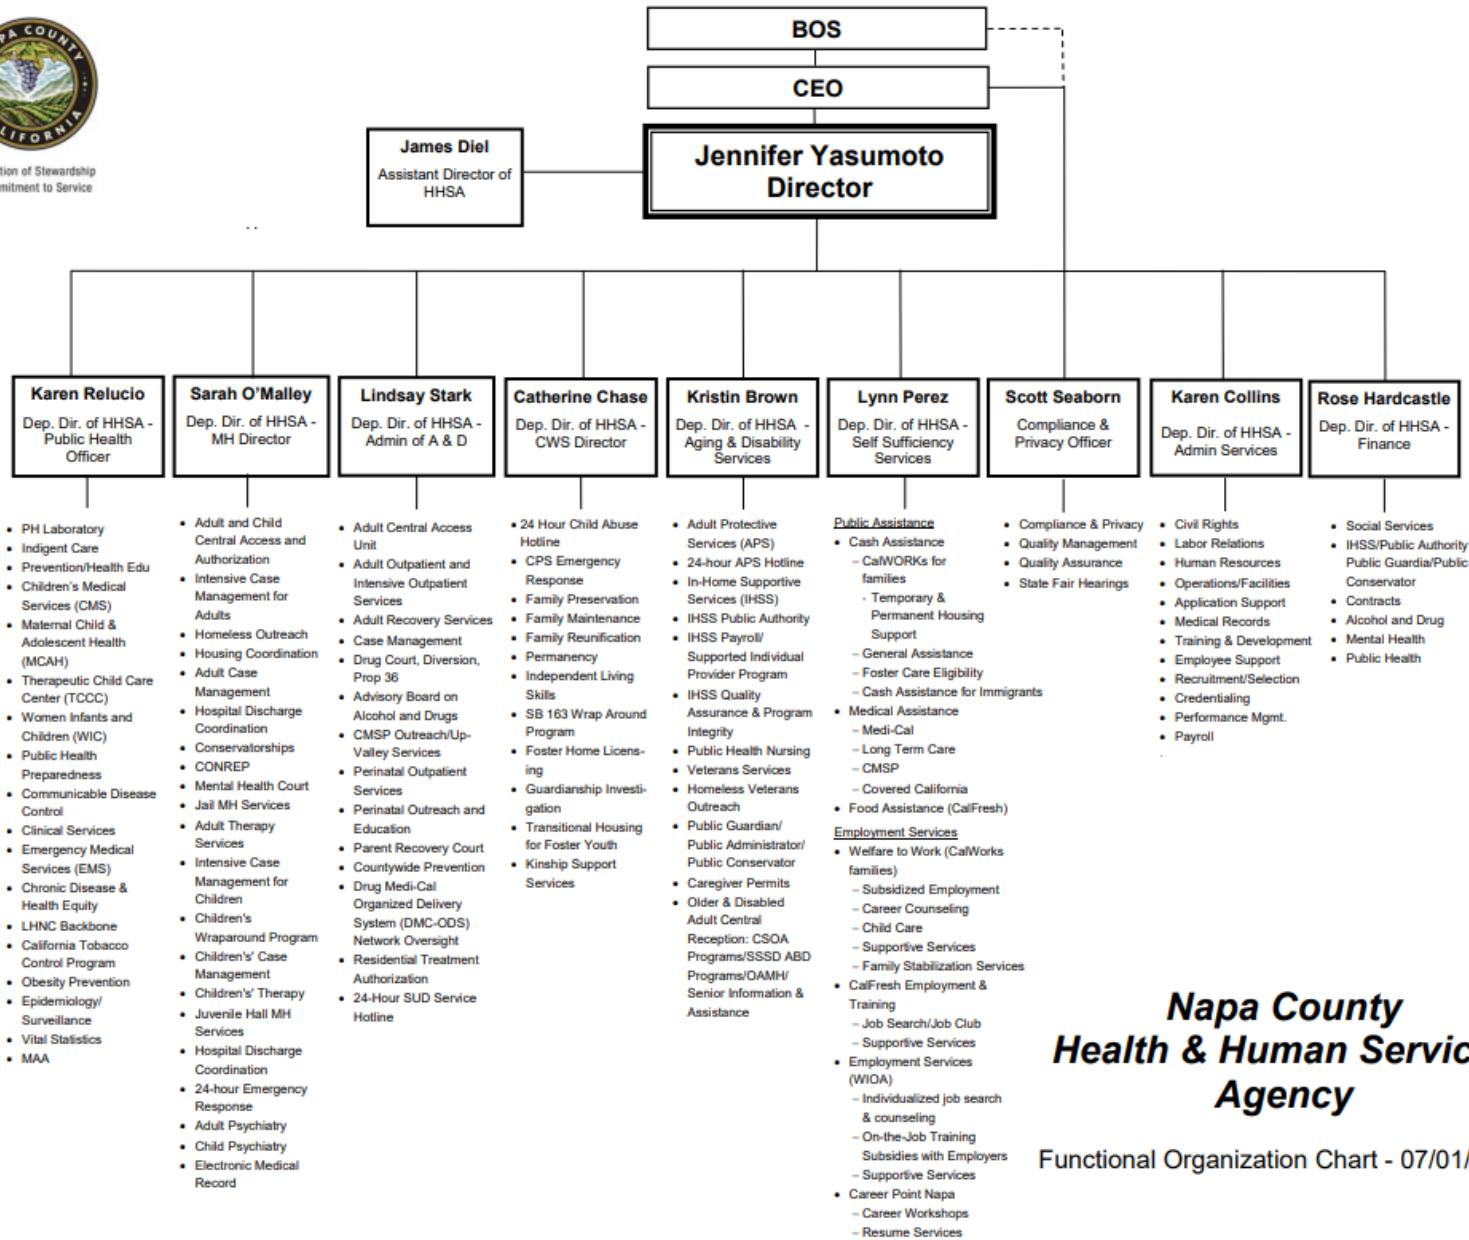 PA COUNTY
LIFORN
tion of Stewardship
mitment to Service
BOS
CEO
James Diel
Assistant Director of
HHSA
Jennifer Yasumoto
Director
Karen Relucio
Dep. Dir. of HHSA -
Public Health
Officer
• PH Laboratory
• Indigent Care
• Prevention/Health Edu
• Children's Medical
Services (CMS)
• Maternal Child &
Adolescent Health
(MCAH)
• Therapeutic Child Care
Center (TCCC)
• Women Infants and
Children (WIC)
• Public Health
Preparedness
• Communicable Disease
Control
• Clinical Services
• Emergency Medical
Services (EMS)
• Chronic Disease &
Health Equity
• LHNC Backbone
• California Tobacco
Control Program
• Obesity Prevention
• Epidemiology/
Surveillance
• Vital Statistics
• MAA
Sarah O'Malley
Dep. Dir. of HHSA -
MH Director
• Adult and Child
Central Access and
Authorization
• Intensive Case
Management for
Adults
• Homeless Outreach
• Housing Coordination
• Adult Case
Management
• Hospital Discharge
Coordination
• Conservatorships
• CONREP
• Mental Health Court
• Jail MH Services
• Adult Therapy
Services
• Intensive Case
Management for
Children
• Children's
Wraparound Program
• Children's' Case
Management
• Children's' Therapy
• Juvenile Hall MH
Services
• Hospital Discharge
Coordination
• 24-hour Emergency
Response
• Adult Psychiatry
• Child Psychiatry
• Electronic Medical
Record
Lindsay Stark
Dep. Dir. of HHSA -
Admin of A & D
• Adult Central Access
Unit
• Adult Outpatient and
Intensive Outpatient
Services
• Adult Recovery Services
• Case Management
• Drug Court, Diversion,
Prop 36
• Advisory Board on
Alcohol and Drugs
• CMSP Outreach/Up-
Valley Services
• Perinatal Outpatient
Services
• Perinatal Outreach and
Education
• Parent Recovery Court
• Countywide Prevention
• Drug Medi-Cal
Organized Delivery
System (DMC-ODS)
Network Oversight
• Residential Treatment
Authorization
• 24-Hour SUD Service
Hotline
Catherine Chase
Dep. Dir. of HHSA -
CWS Director
• 24 Hour Child Abuse
Hotline
• CPS Emergency
Response
• Family Preservation
• Family Maintenance
• Family Reunification
• Permanency
• Independent Living
Skills
• SB 163 Wrap Around
Program
• Foster Home Licens-
ing
• Guardianship Investi-
gation
• Transitional Housing
for Foster Youth
• Kinship Support
Services
Kristin Brown
Dep. Dir. of HHSA -
Aging & Disability
Services
• Adult Protective
Services (APS)
• 24-hour APS Hotline
• In-Home Supportive
Services (IHSS)
• IHSS Public Authority
• IHSS Payroll/
Supported Individual
Provider Program
• IHSS Quality
Assurance & Program
Integrity
• Public Health Nursing
• Veterans Services
• Homeless Veterans
Outreach
• Public Guardian/
Public Administrator/
Public Conservator
• Caregiver Permits
• Older & Disabled
Adult Central
Reception: CSOA
Programs/SSSD ABD
Programs/OAMH/
Senior Information &
Assistance
Lynn Perez
Dep. Dir. of HHSA -
Self Sufficiency
Services
Public Assistance
• Cash Assistance
– CalWORKs for
families
- Temporary &
Permanent Housing
Support
– General Assistance
– Foster Care Eligibility
– Cash Assistance for Immigrants
• Medical Assistance
– Medi-Cal
– Long Term Care
– CMSP
– Covered California
• Food Assistance (CalFresh)
Employment Services
• Welfare to Work (CalWorks
families)
– Subsidized Employment
– Career Counseling
– Child Care
– Supportive Services
– Family Stabilization Services
• CalFresh Employment &
Training
– Job Search/Job Club
– Supportive Services
• Employment Services
(WIOA)
– Individualized job search
& counseling
– On-the-Job Training
Subsidies with Employers
– Supportive Services
• Career Point Napa
– Career Workshops
– Resume Services
Scott Seaborn
Compliance &
Privacy Officer
• Compliance & Privacy
• Quality Management
• Quality Assurance
• State Fair Hearings
Karen Collins
Dep. Dir. of HHSA -
Admin Services
• Civil Rights
• Labor Relations
• Human Resources
• Operations/Facilities
• Application Support
• Medical Records
• Training & Development
• Employee Support
• Recruitment/Selection
• Credentialing
• Performance Mgmt.
• Payroll
Rose Hardcastle
Dep. Dir. of HHSA -
Finance
• Social Services
• IHSS/Public Authority
Public Guardia/Public
Conservator
• Contracts
• Alcohol and Drug
• Mental Health
• Public Health
Napa County
Health & Human Servic
Agency
Functional Organization Chart - 07/01/